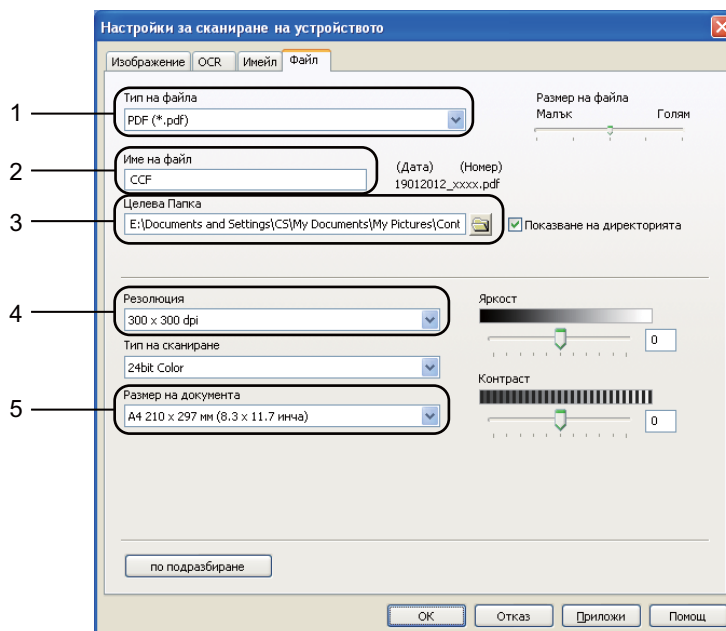 Настройки за сканиране на устройството
Изображение OCR Имейл Файл
1
Тип на файла
PDF (*.pdf)
Размер на файла
Малък Голям
2
Име на файл
CCF
(Дата) (Номер)
19012012_xxxx.pdf
3
Целева Папка
E:\Documents and Settings\CS\My Documents\My Pictures\Cont
Показване на директорията
4
Резолюция
300 x 300 dpi
Яркост
0
Тип на сканиране
24bit Color
Контраст
0
5
Размер на документа
A4 210 x 297 мм (8.3 x 11.7 инча)
по подразбиране
OK Отказ Приложи Помощ